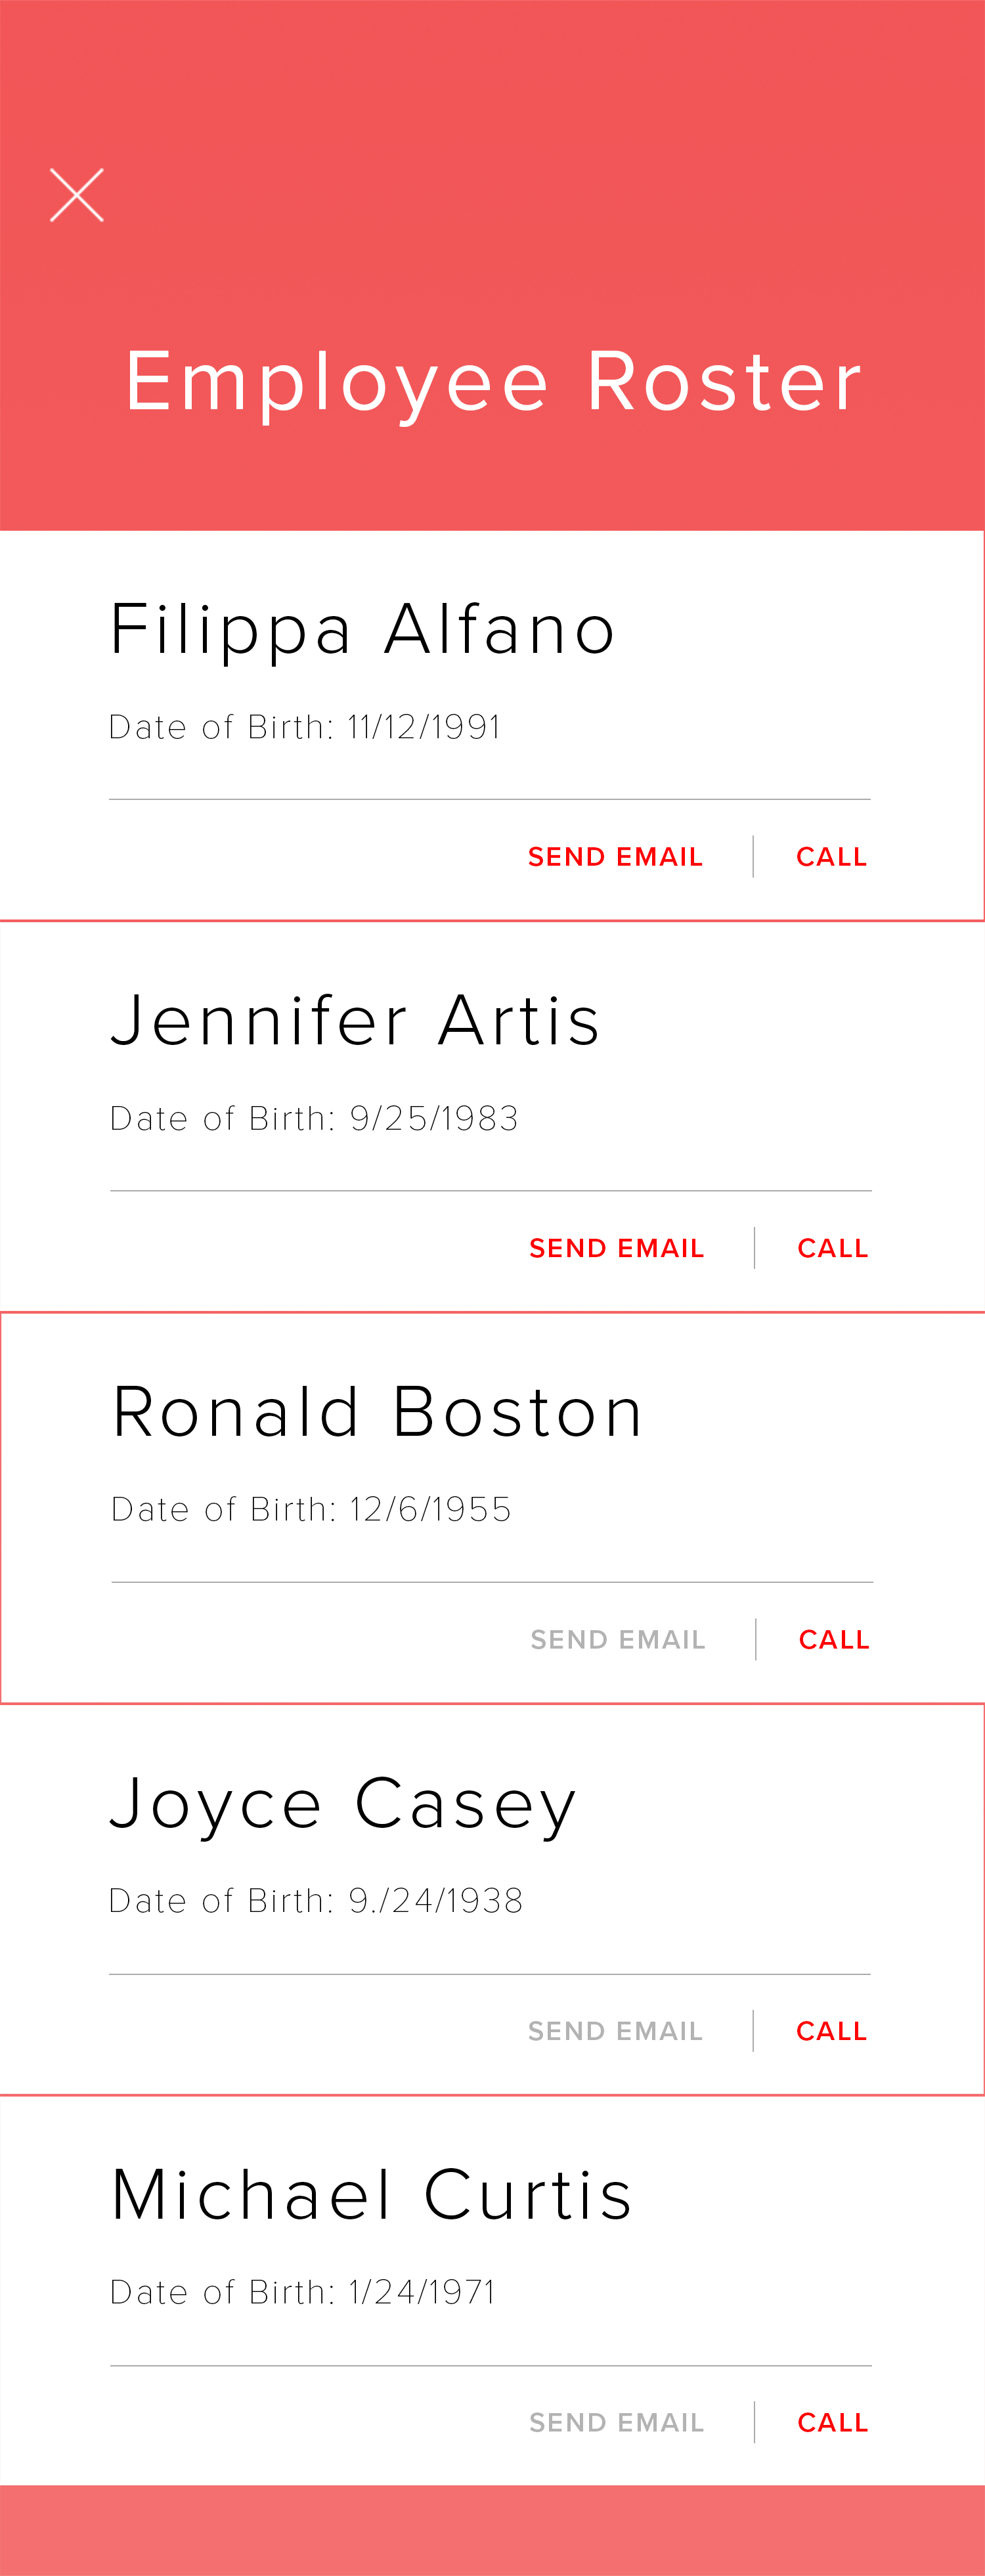 Employee Roster
Filippa Alfano
Date of Birth: 11/12/1991
SEND EMAIL CALL
Jennifer Artis
Date of Birth: 9/25/1983
SEND EMAIL CALL
Ronald Boston
Date of Birth: 12/6/1955
SEND EMAIL CALL
Joyce Casey
Date of Birth: 9./24/1938
SEND EMAIL CALL
Michael Curtis
Date of Birth: 1/24/1971
SEND EMAIL CALL